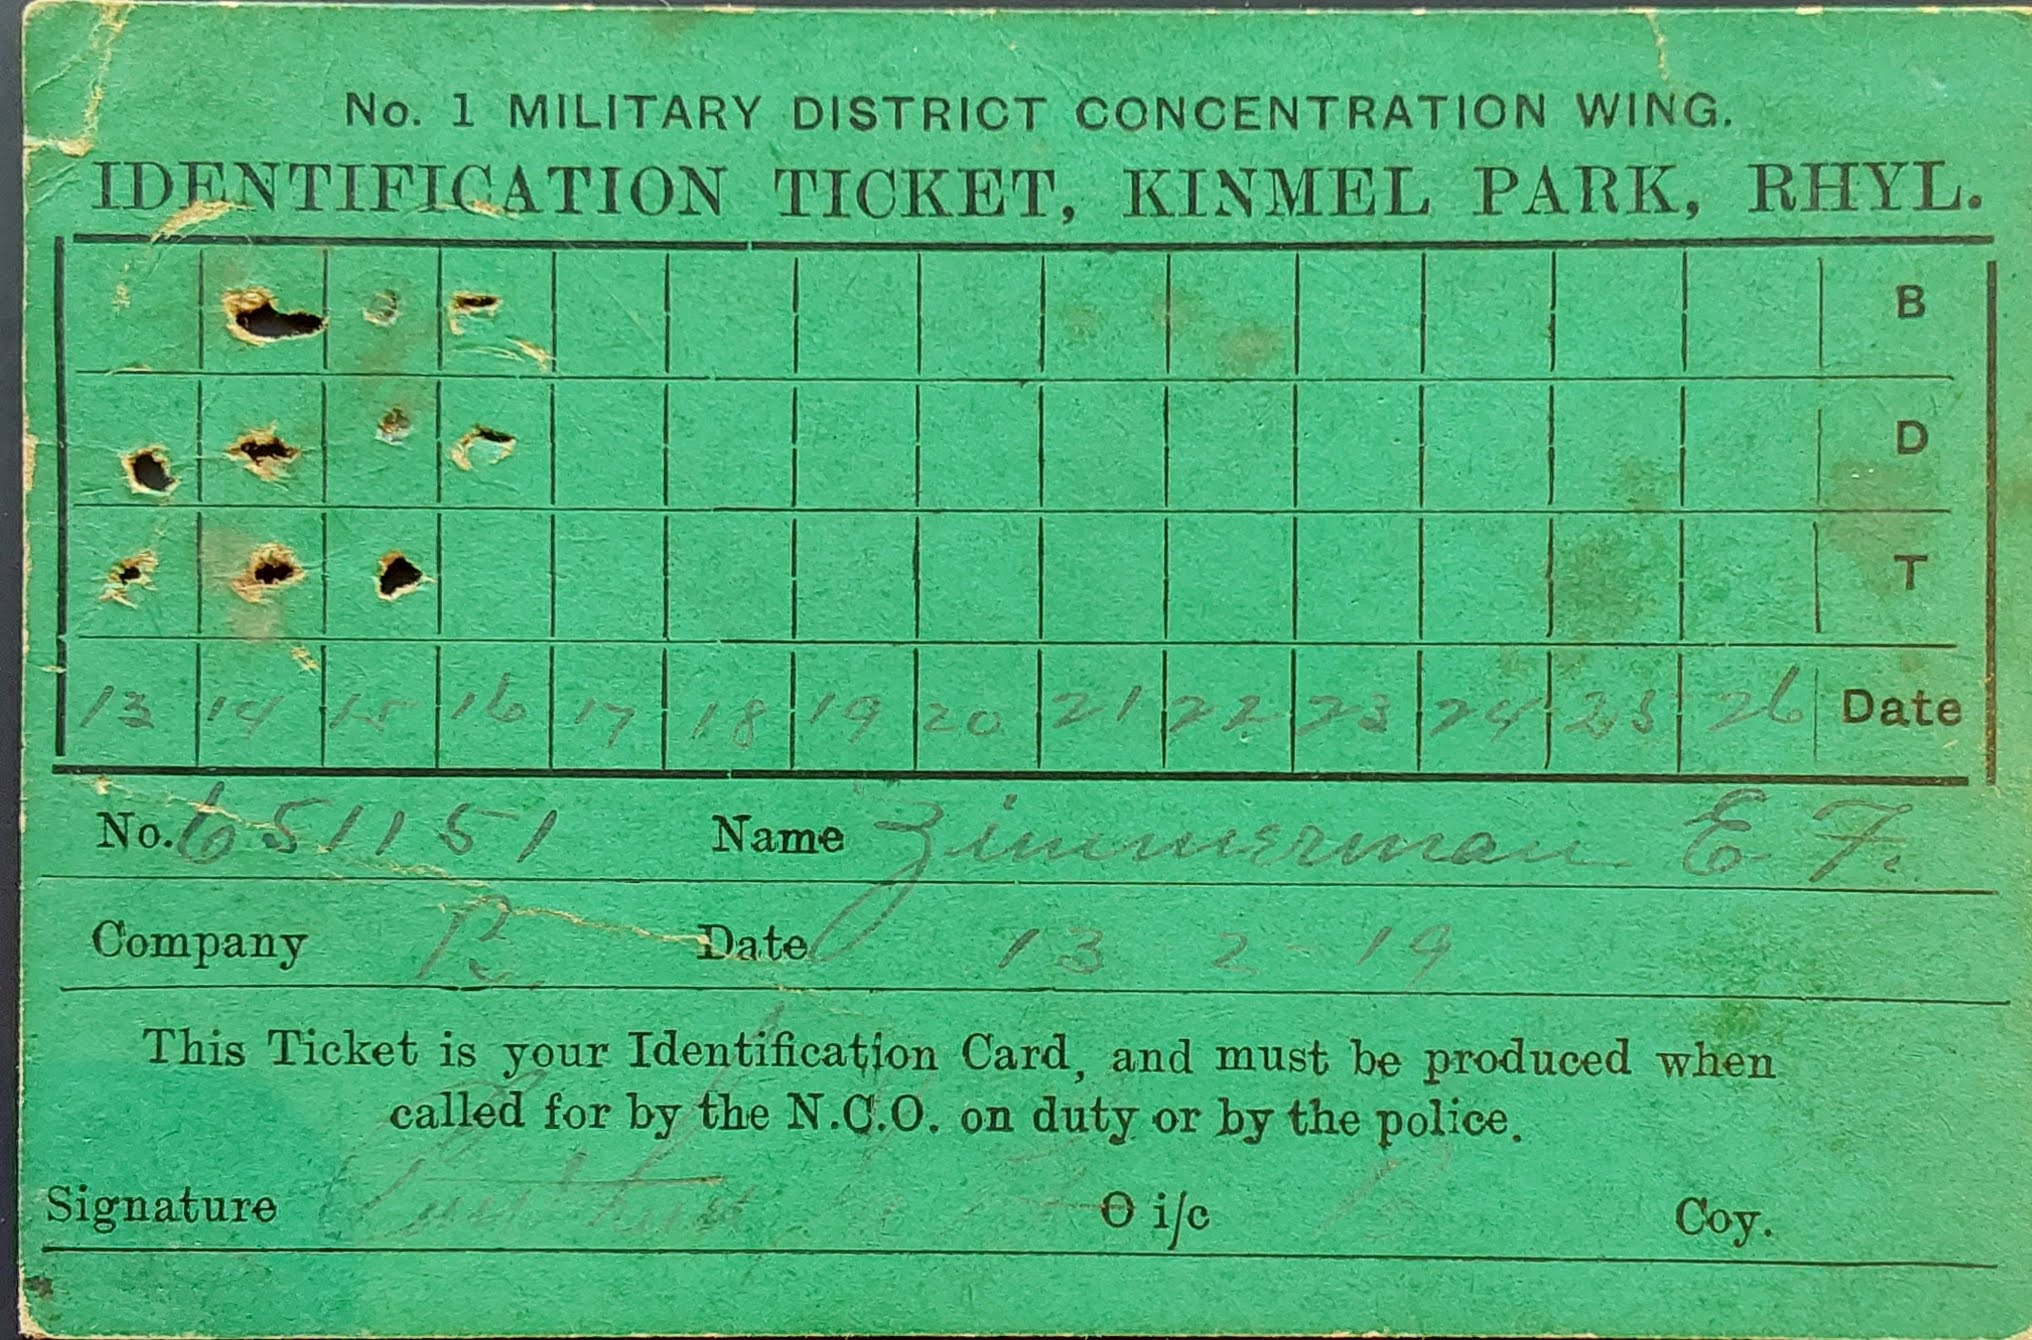 No. 1 MILITARY DISTRICT CONCENTRATION WING.
IDENTIFICATION TICKET, KINMEL PARK, RHYL.
B
D
T
13 14 15 16 17 18 19 20 21 22 23 24 25 26 Date
No. 651151 Name Zimmerman E. F.
Company B. Date 13 2-19
This Ticket is your Identification Card, and must be produced when
called for by the N.C.O. on duty or by the police.
Signature O i/c B Coy.